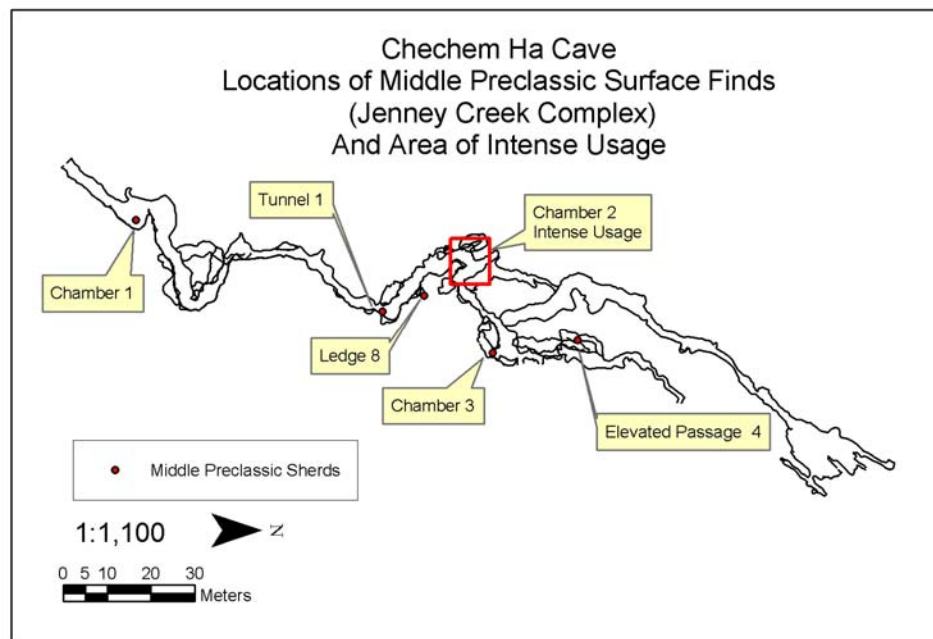 Chechem Ha Cave
Locations of Middle Preclassic Surface Finds
(Jenney Creek Complex)
And Area of Intense Usage
Tunnel 1
Chamber 2
Intense Usage
Chamber 1
Ledge 8
Chamber 3
Elevated Passage 4
Middle Preclassic Sherds
1:1,100
N
0 5 10 20 30
Meters